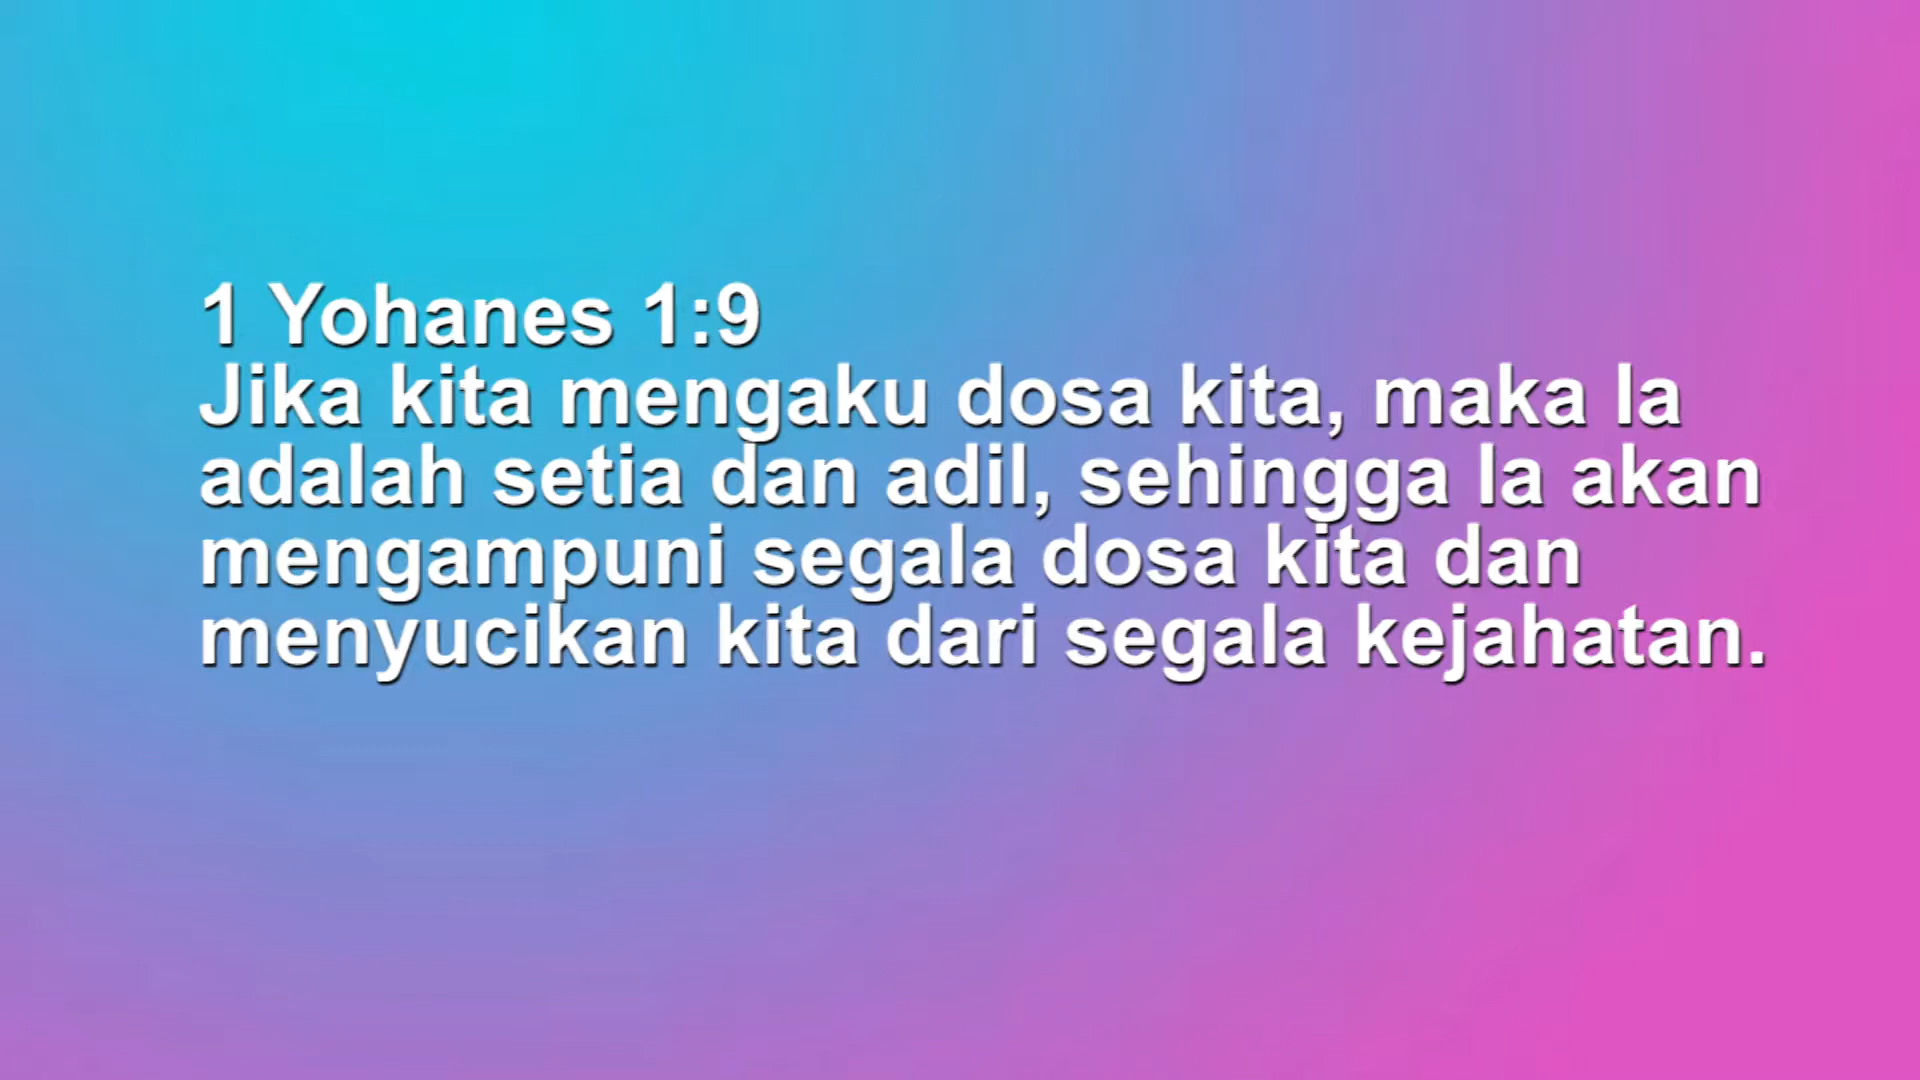 1 Yohanes 1:9
Jika kita mengaku dosa kita, maka Ia
adalah setia dan adil, sehingga Ia akan
mengampuni segala dosa kita dan
menyucikan kita dari segala kejahatan.